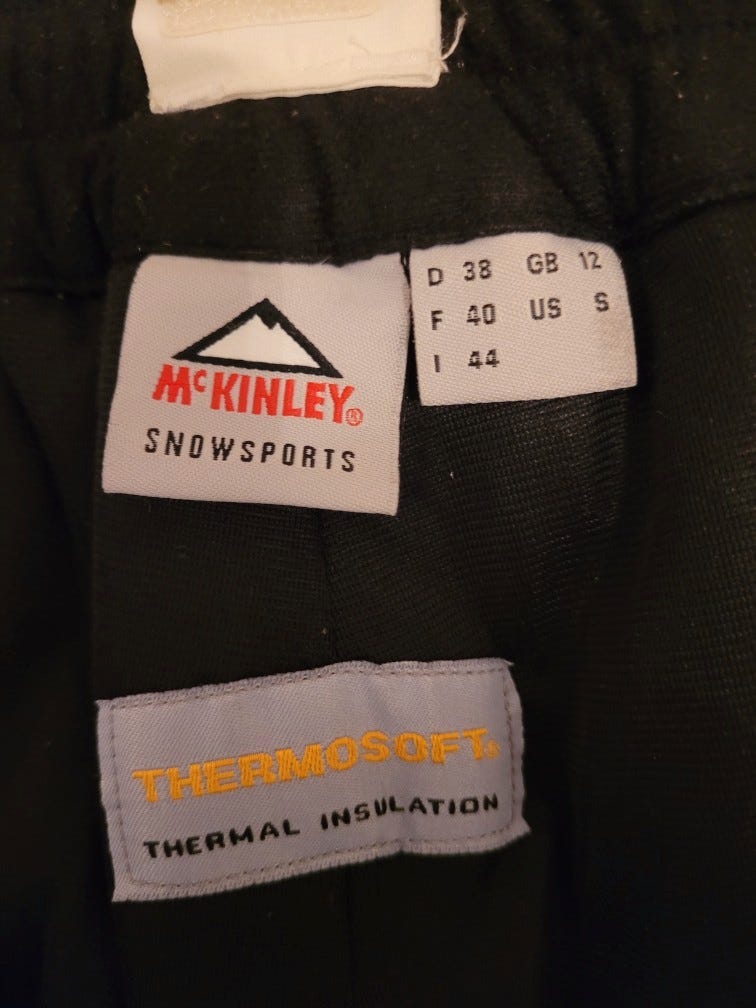 McKINLEY®
SNOWSPORTS
D 38 GB 12
F 40 US S
I 44
THERMOSOFT®
THERMAL INSULATION